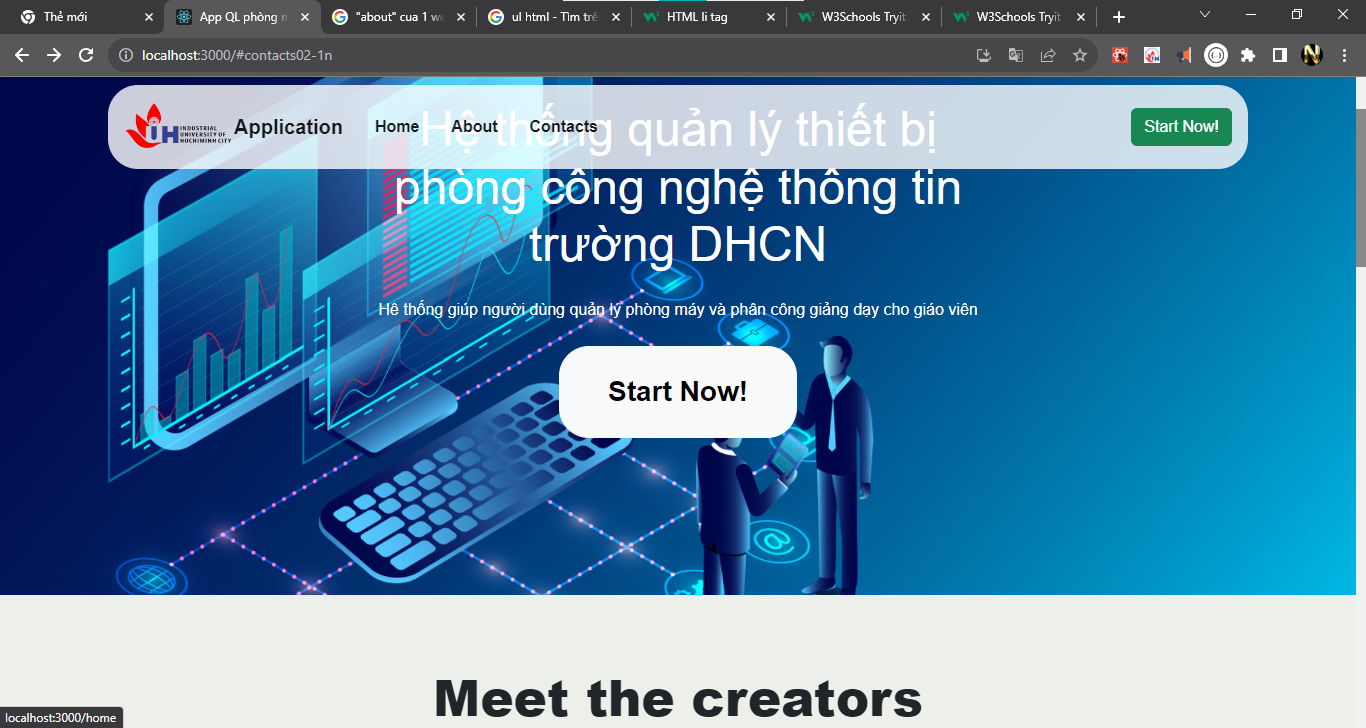 Thẻ mới
App QL phòng m
"about" cua 1 we
ul html - Tìm trê
HTML li tag
W3Schools Tryit
W3Schools Tryit
localhost:3000/#contacts02-1n
INDUSTRIAL
UNIVERSITY OF
HOCHIMINH CITY
Application
Home
About
Contacts
Start Now!
Hệ thống quản lý thiết bị
phòng công nghệ thông tin
trường DHCN
Hê thống giúp người dùng quản lý phòng máy và phân công giảng dạy cho giáo viên
Start Now!
@
Meet the creators
localhost:3000/home